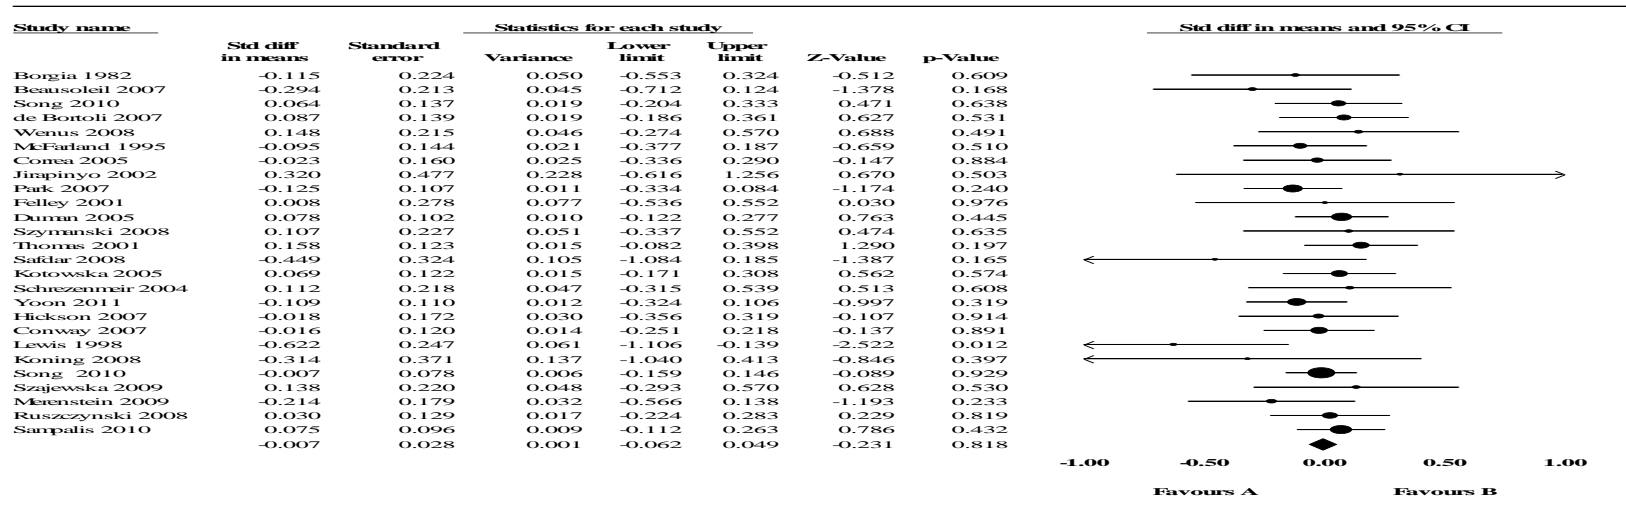 Study name Statistics for each study Std diff in means and 95% CI
Std diff Standard Lower Upper
in means error Variance limit limit Z-Value p-Value
Borgia 1982 -0.115 0.224 0.050 -0.553 0.324 -0.512 0.609
Beausoleil 2007 -0.294 0.213 0.045 -0.712 0.124 -1.378 0.168
Song 2010 0.064 0.137 0.019 -0.204 0.333 0.471 0.638
de Bortoli 2007 0.087 0.139 0.019 -0.186 0.361 0.627 0.531
Wenus 2008 0.148 0.215 0.046 -0.274 0.570 0.688 0.491
McFarland 1995 -0.095 0.144 0.021 -0.377 0.187 -0.659 0.510
Correa 2005 -0.023 0.160 0.025 -0.336 0.290 -0.147 0.884
Jirapinyo 2002 0.320 0.477 0.228 -0.616 1.256 0.670 0.503
Park 2007 -0.125 0.107 0.011 -0.334 0.084 -1.174 0.240
Felley 2001 0.008 0.278 0.077 -0.536 0.552 0.030 0.976
Duman 2005 0.078 0.102 0.010 -0.122 0.277 0.763 0.445
Szymanski 2008 0.107 0.227 0.051 -0.337 0.552 0.474 0.635
Thomas 2001 0.158 0.123 0.015 -0.082 0.398 1.290 0.197
Safdar 2008 -0.449 0.324 0.105 -1.084 0.185 -1.387 0.165
Kotowska 2005 0.069 0.122 0.015 -0.171 0.308 0.562 0.574
Schrezenmeir 2004 0.112 0.218 0.047 -0.315 0.539 0.513 0.608
Yoon 2011 -0.109 0.110 0.012 -0.324 0.106 -0.997 0.319
Hickson 2007 -0.018 0.172 0.030 -0.356 0.319 -0.107 0.914
Conway 2007 -0.016 0.120 0.014 -0.251 0.218 -0.137 0.891
Lewis 1998 -0.622 0.247 0.061 -1.106 -0.139 -2.522 0.012
Koning 2008 -0.314 0.371 0.137 -1.040 0.413 -0.846 0.397
Song 2010 -0.007 0.078 0.006 -0.159 0.146 -0.089 0.929
Szajewska 2009 0.138 0.220 0.048 -0.293 0.570 0.628 0.530
Merenstein 2009 -0.214 0.179 0.032 -0.566 0.138 -1.193 0.233
Ruszczynski 2008 0.030 0.129 0.017 -0.224 0.283 0.229 0.819
Sampalis 2010 0.075 0.096 0.009 -0.112 0.263 0.786 0.432
-0.007 0.028 0.001 -0.062 0.049 -0.231 0.818
-1.00 -0.50 0.00 0.50 1.00
Favours A Favours B